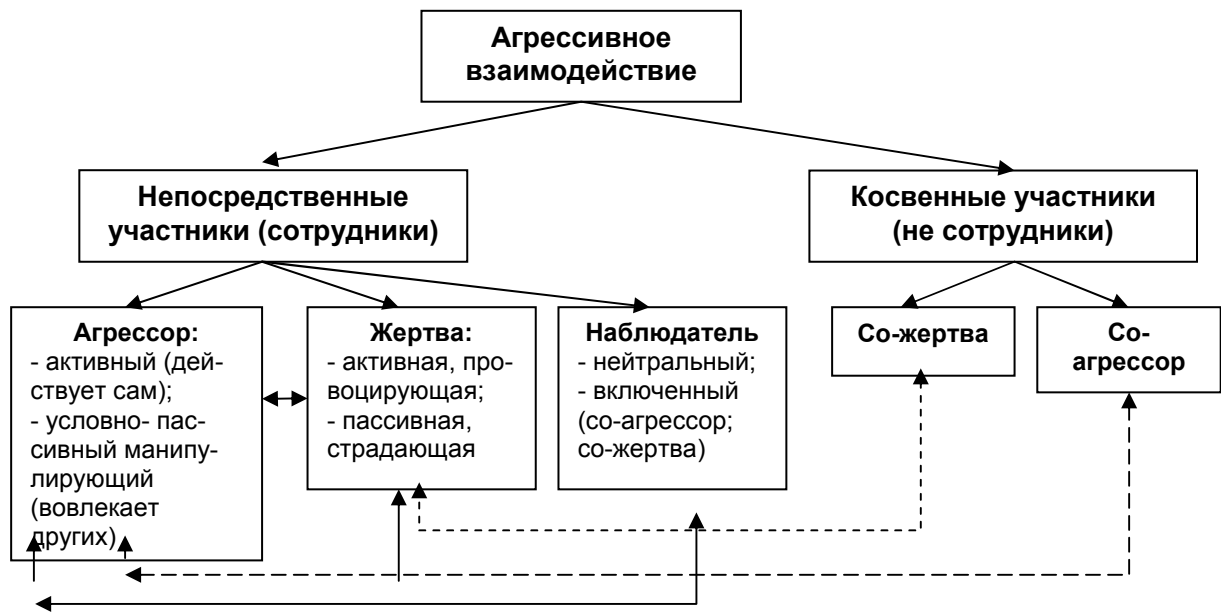 Агрессивное
взаимодействие
Непосредственные
участники (сотрудники)
Косвенные участники
(не сотрудники)
Агрессор:
- активный (дей-
ствует сам);
- условно- пас-
сивный манипу-
лирующий
(вовлекает
других)
Жертва:
- активная, про-
воцирующая;
- пассивная,
страдающая
Наблюдатель
- нейтральный;
- включенный
(со-агрессор;
со-жертва)
Со-жертва
Со-
агрессор